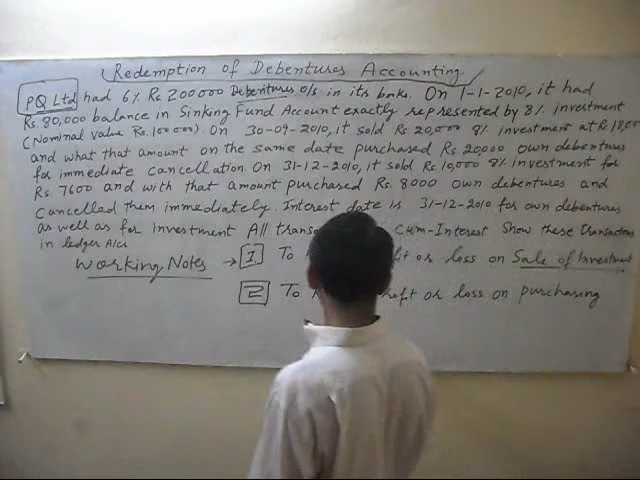 Redemption of Debentures Accounting
PQ Ltd had 6% Rs. 200000 Debentures o/s in its books. On 1-1-2010, it had
Rs. 80,000 balance in Sinking Fund Account exactly represented by 8% investment
(Nominal value Rs. 100000) On 30-09-2010, it sold Rs. 20,000 8% investment at Rs 18,000
and what that amount on the same date purchased Rs. 20,000 own debentures
for immediate cancellation. On 31-12-2010, it sold Rs. 10,000 8% investment for
Rs. 7600 and with that amount purchased Rs. 8000 own debentures and
cancelled them immediately. Interest date is 31-12-2010 for own debentures
as well as for investment All Cum-Interest Show these Transactions
in ledger A/cs
Working Notes → 1 To or loss on Sale of Investment
2 To or loss on purchasing